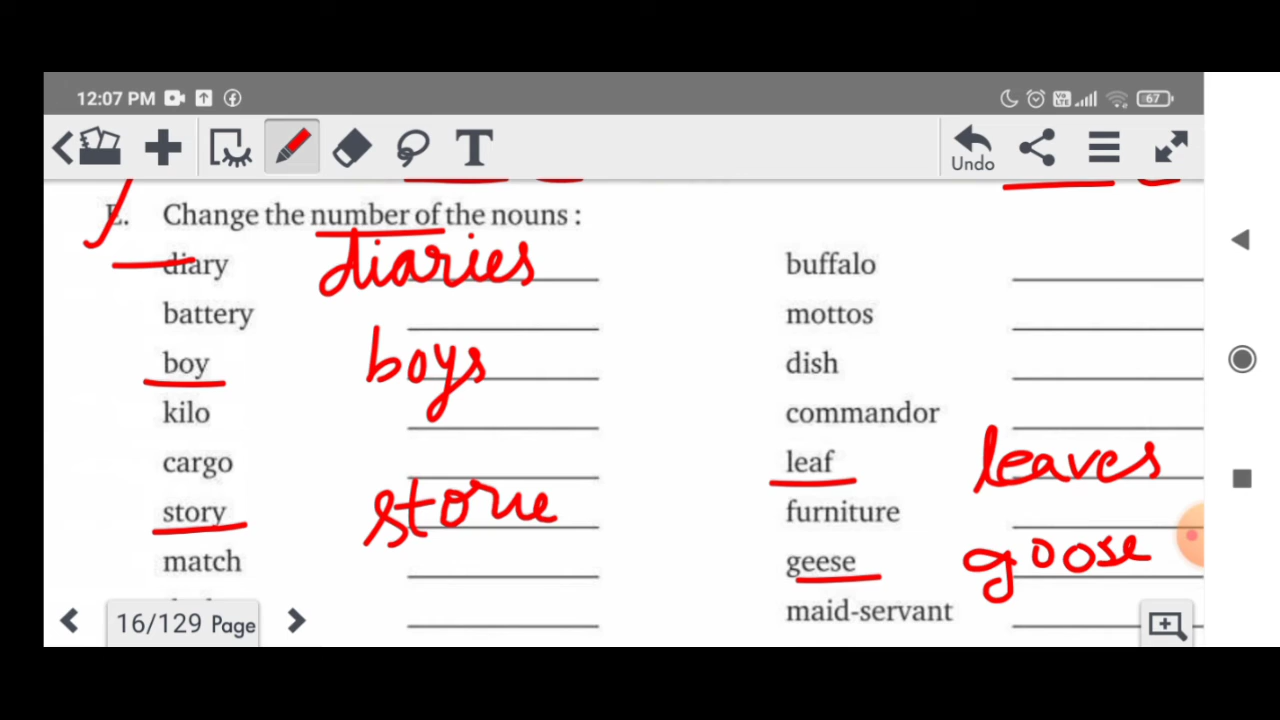 12:07 PM
67
Undo
E. Change the number of the nouns :
diary diaries
battery
boy boys
kilo
cargo
story storie
match
buffalo
mottos
dish
commandor
leaf leaves
furniture
geese goose
maid-servant
16/129 Page